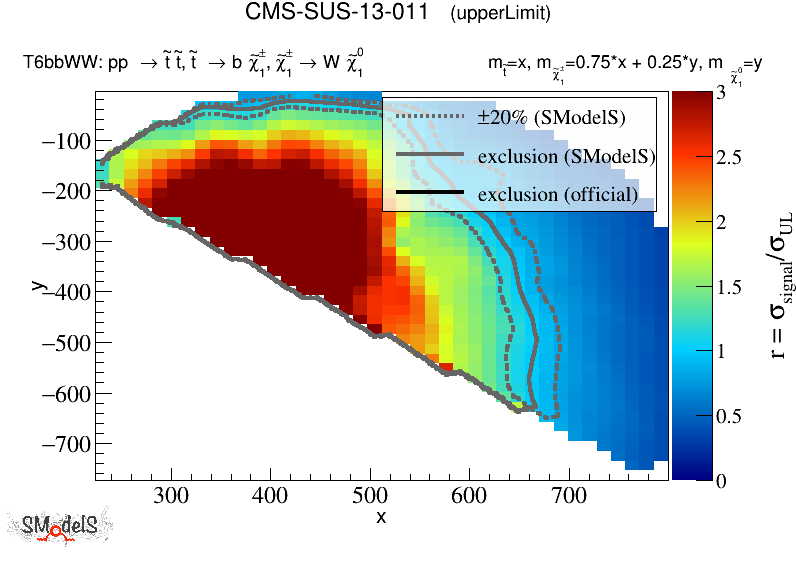 CMS-SUS-13-011 (upperLimit)
T6bbWW: pp → t̃ t̃, t̃ → b χ̃₁±, χ̃₁± → W χ̃₁⁰ m_t̃=x, m_χ̃₁±=0.75*x + 0.25*y, m_χ̃₁⁰=y
±20% (SModelS)
exclusion (SModelS)
exclusion (official)
−100
−200
−300
−400
−500
−600
−700
y
300 400 500 600 700
x
3
2.5
2
1.5
1
0.5
0
r = σ_signal/σ_UL
SModelS